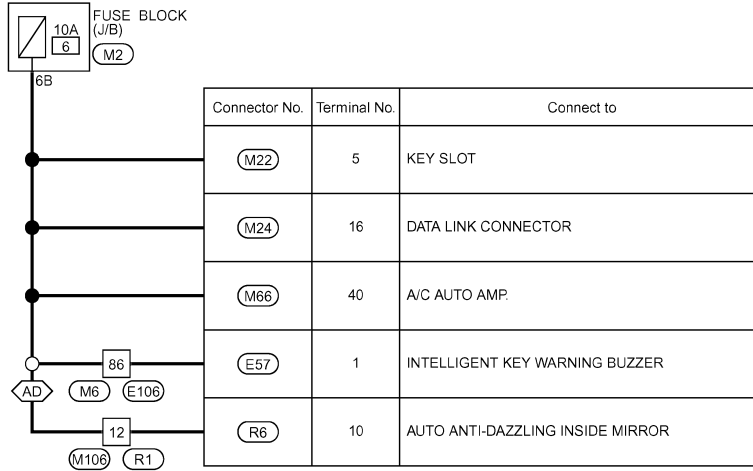 FUSE BLOCK
(J/B)
10A
6
M2
6B
Connector No. Terminal No. Connect to
M22 5 KEY SLOT
M24 16 DATA LINK CONNECTOR
M66 40 A/C AUTO AMP.
86 E57 1 INTELLIGENT KEY WARNING BUZZER
AD M6 E106
12 R6 10 AUTO ANTI-DAZZLING INSIDE MIRROR
M106 R1